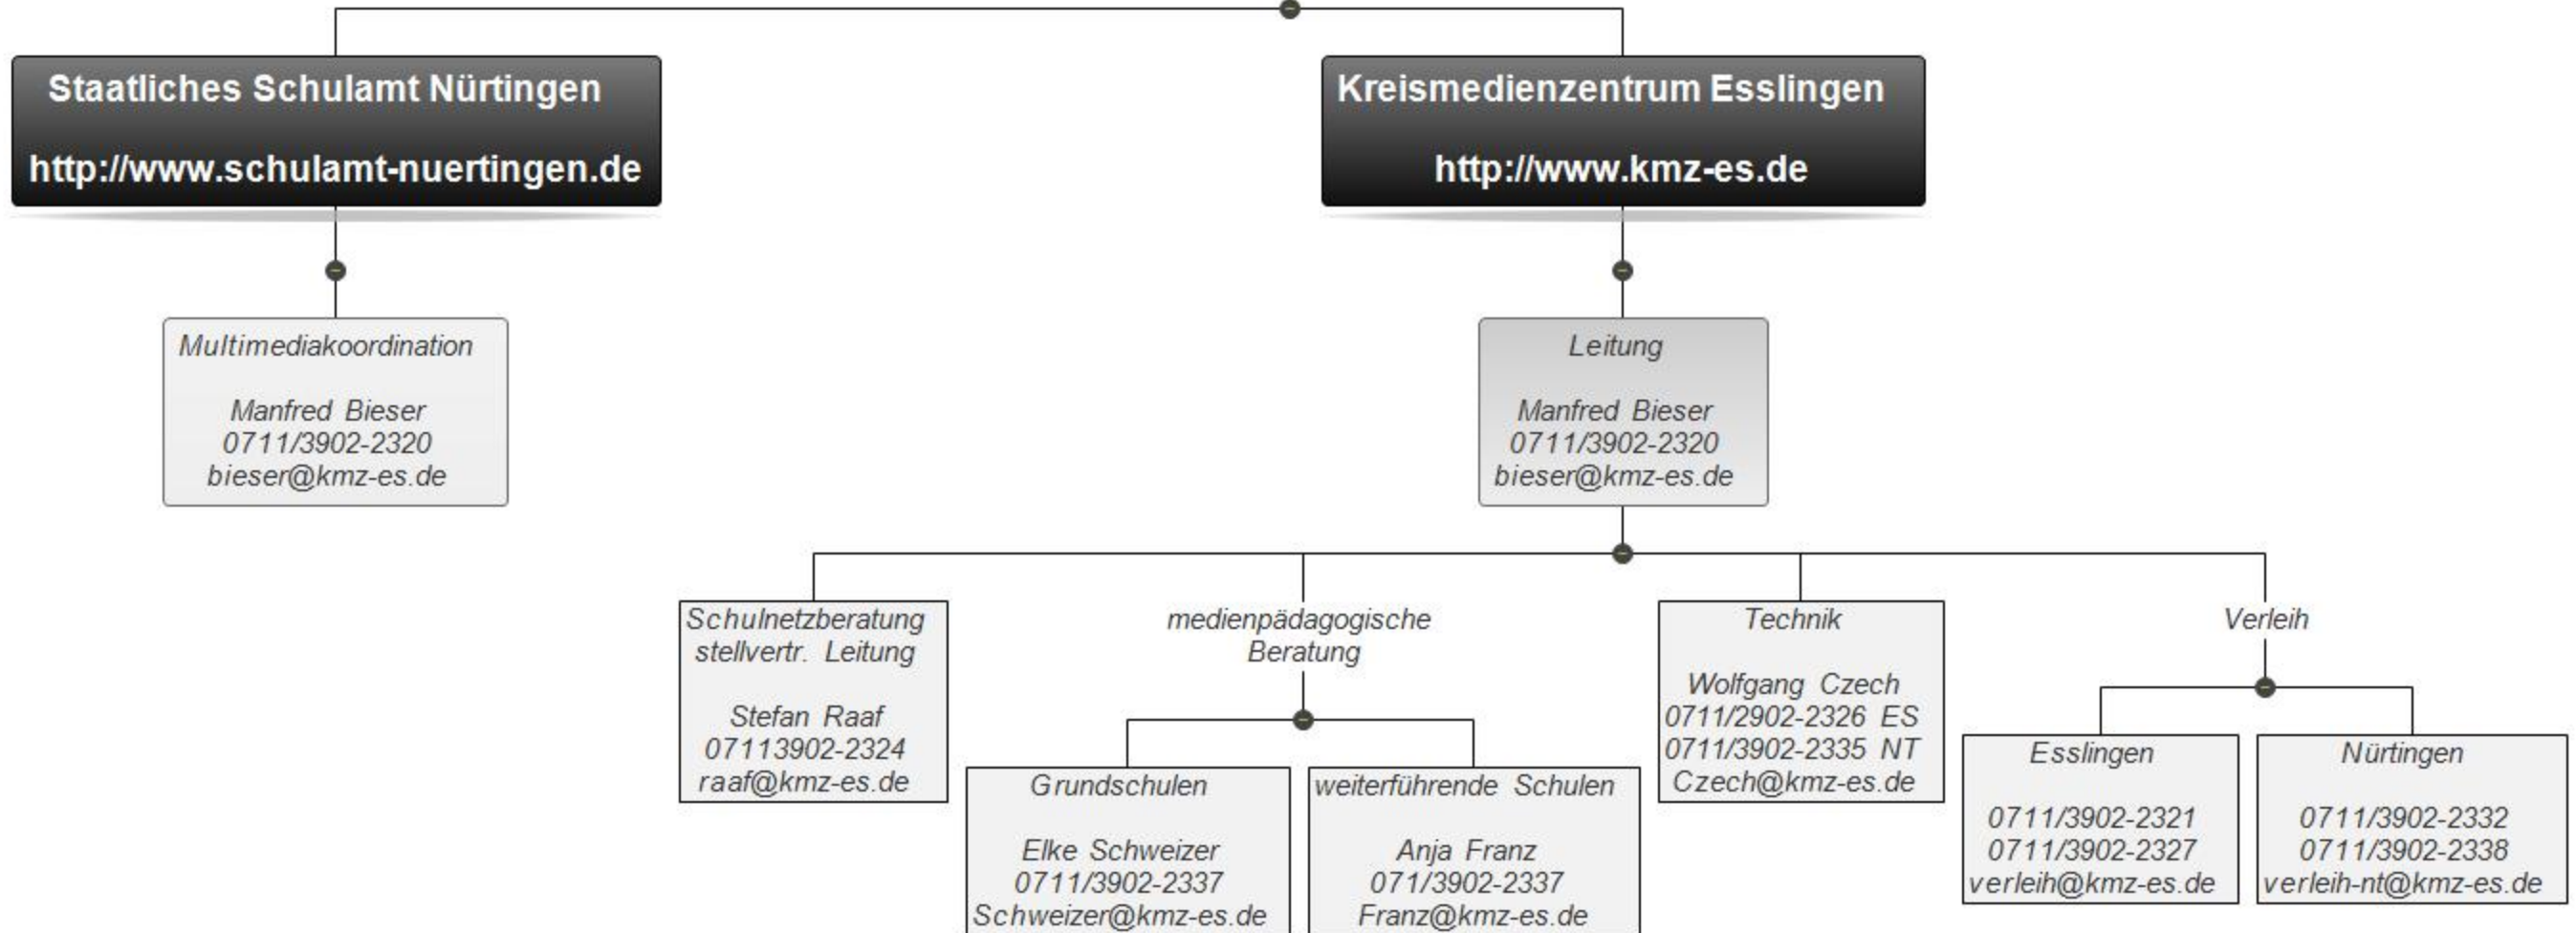 Staatliches Schulamt Nürtingen
http://www.schulamt-nuertingen.de
Kreismedienzentrum Esslingen
http://www.kmz-es.de
Multimediakoordination
Manfred Bieser
0711/3902-2320
bieser@kmz-es.de
Leitung
Manfred Bieser
0711/3902-2320
bieser@kmz-es.de
Schulnetzberatung
stellvertr. Leitung
Stefan Raaf
07113902-2324
raaf@kmz-es.de
medienpädagogische
Beratung
Grundschulen
Elke Schweizer
0711/3902-2337
Schweizer@kmz-es.de
weiterführende Schulen
Anja Franz
071/3902-2337
Franz@kmz-es.de
Technik
Wolfgang Czech
0711/2902-2326 ES
0711/3902-2335 NT
Czech@kmz-es.de
Verleih
Esslingen
0711/3902-2321
0711/3902-2327
verleih@kmz-es.de
Nürtingen
0711/3902-2332
0711/3902-2338
verleih-nt@kmz-es.de